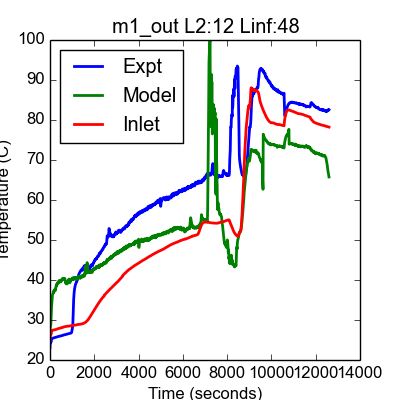 m1_out L2:12 Linf:48
Expt
Model
Inlet
100
90
80
70
60
50
40
30
20
Temperature (C)
0 2000 4000 6000 8000 10000 12000 14000
Time (seconds)